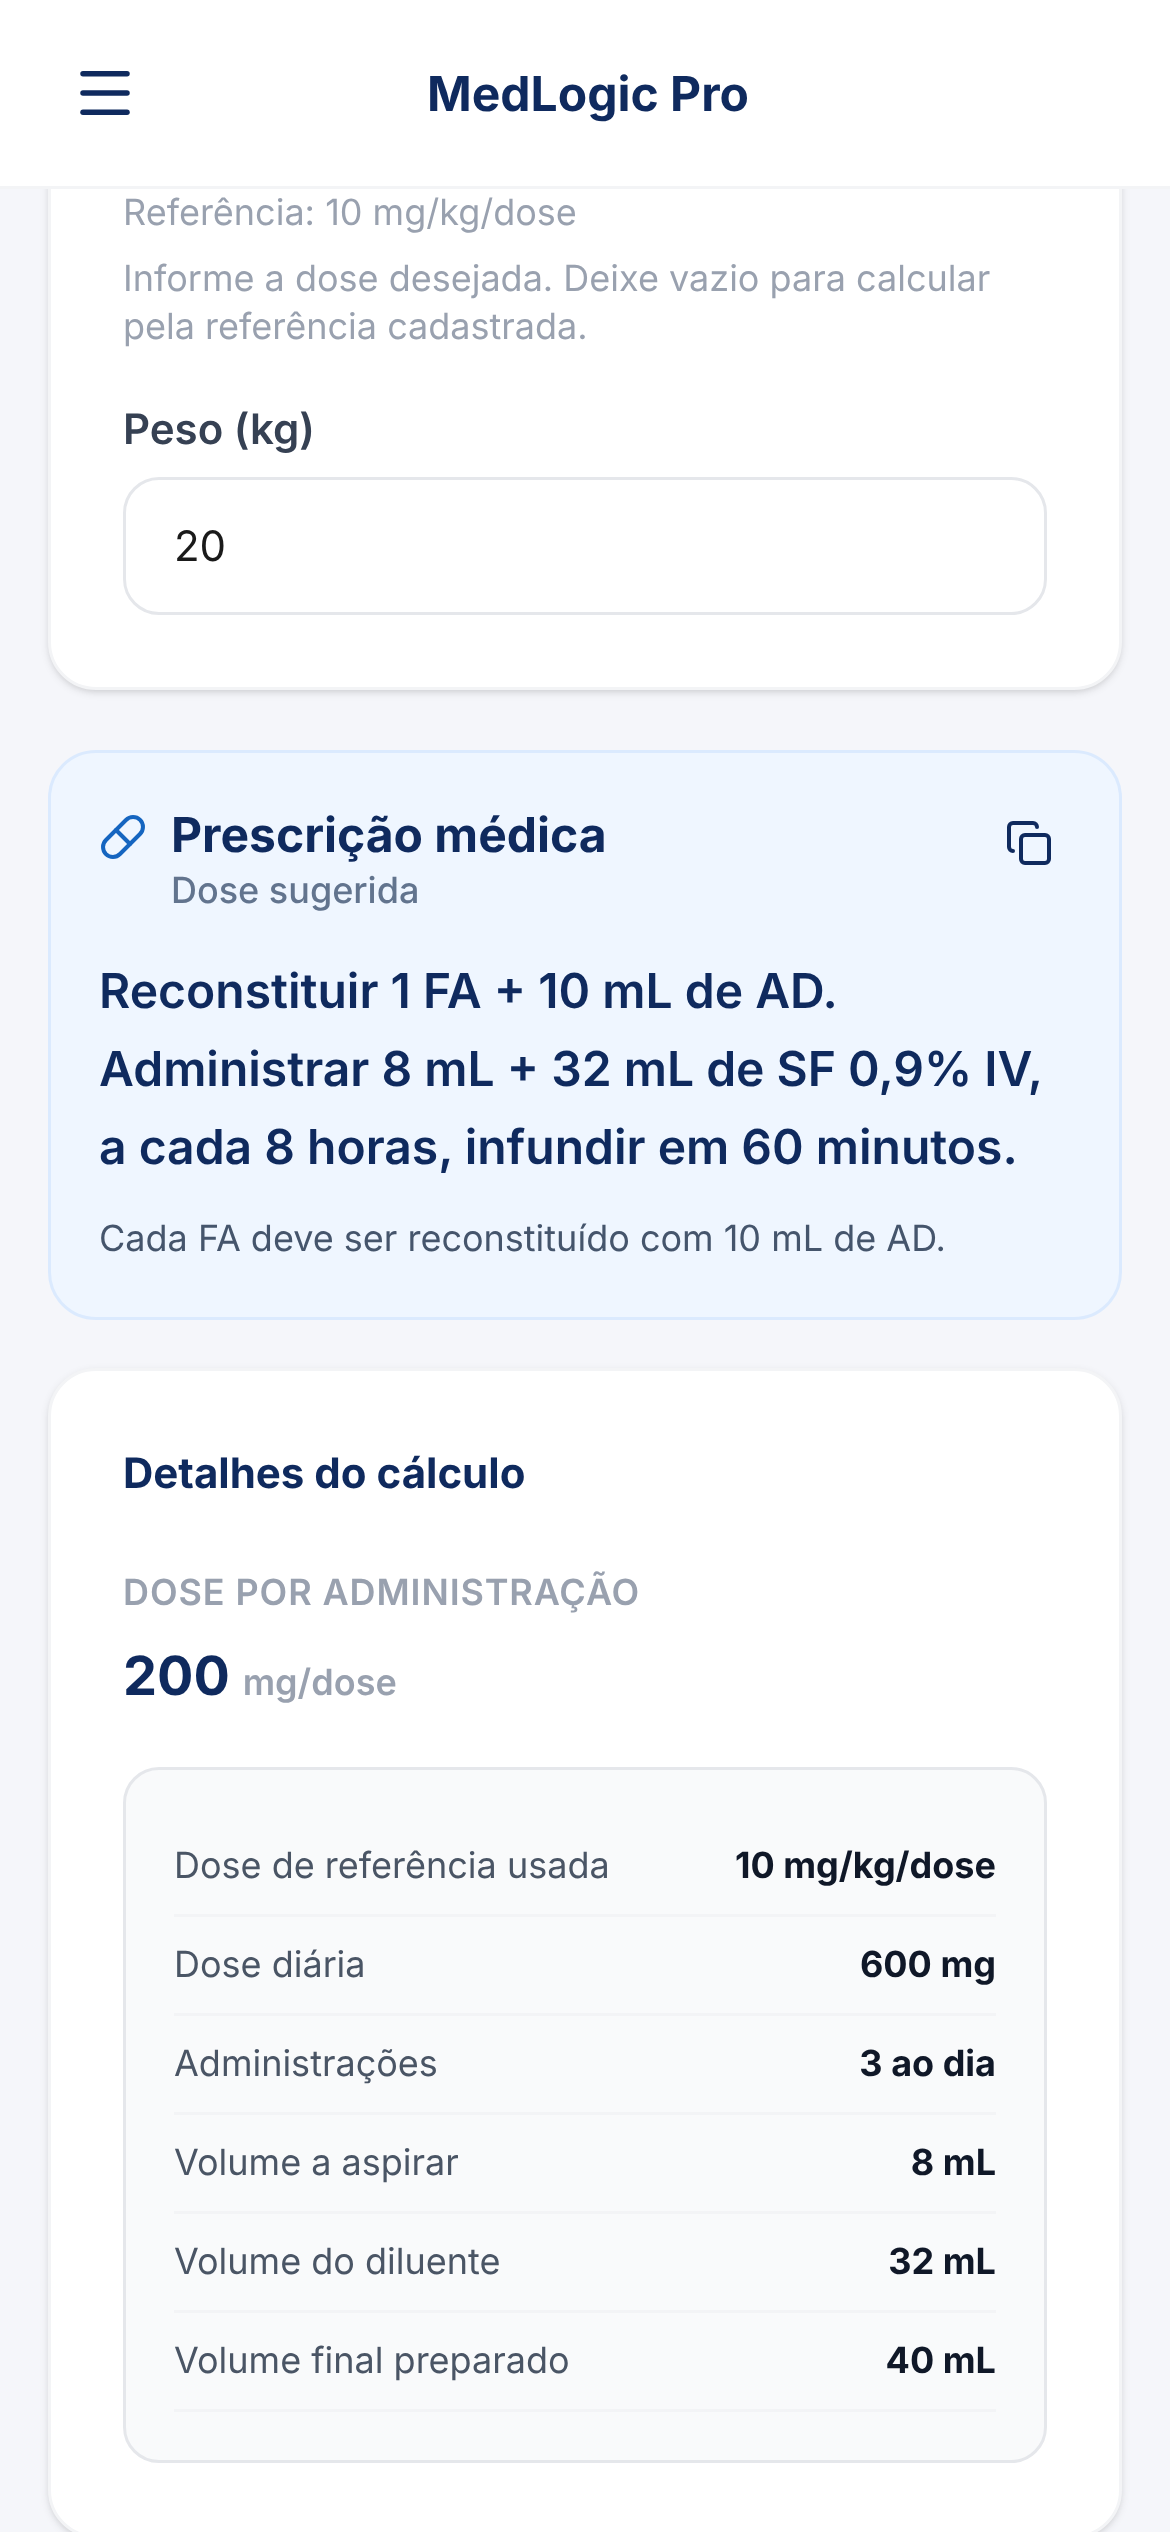 MedLogic Pro
Referência: 10 mg/kg/dose
Informe a dose desejada. Deixe vazio para calcular
pela referência cadastrada.
Peso (kg)
20
Prescrição médica
Dose sugerida
Reconstituir 1 FA + 10 mL de AD.
Administrar 8 mL + 32 mL de SF 0,9% IV,
a cada 8 horas, infundir em 60 minutos.
Cada FA deve ser reconstituído com 10 mL de AD.
Detalhes do cálculo
DOSE POR ADMINISTRAÇÃO
200 mg/dose
Dose de referência usada 10 mg/kg/dose
Dose diária 600 mg
Administrações 3 ao dia
Volume a aspirar 8 mL
Volume do diluente 32 mL
Volume final preparado 40 mL